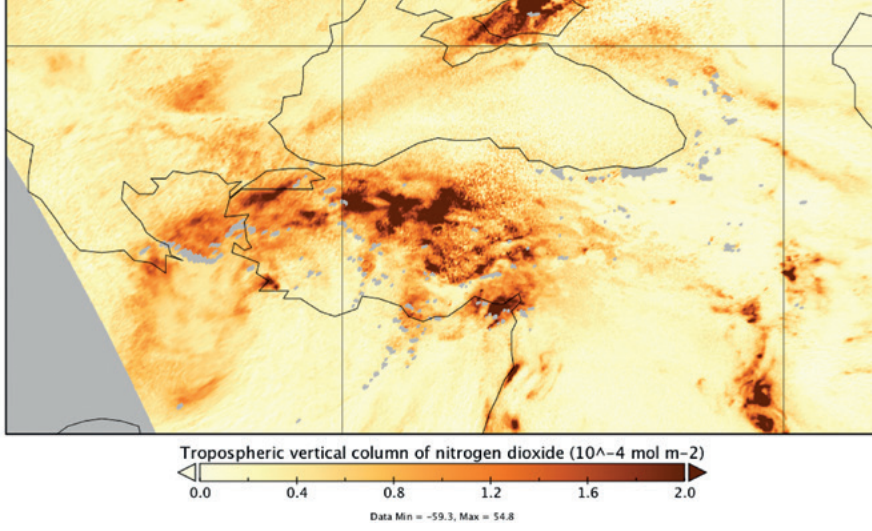 Tropospheric vertical column of nitrogen dioxide (10^-4 mol m-2)
0.0 0.4 0.8 1.2 1.6 2.0
Data Min = -59.3, Max = 54.8